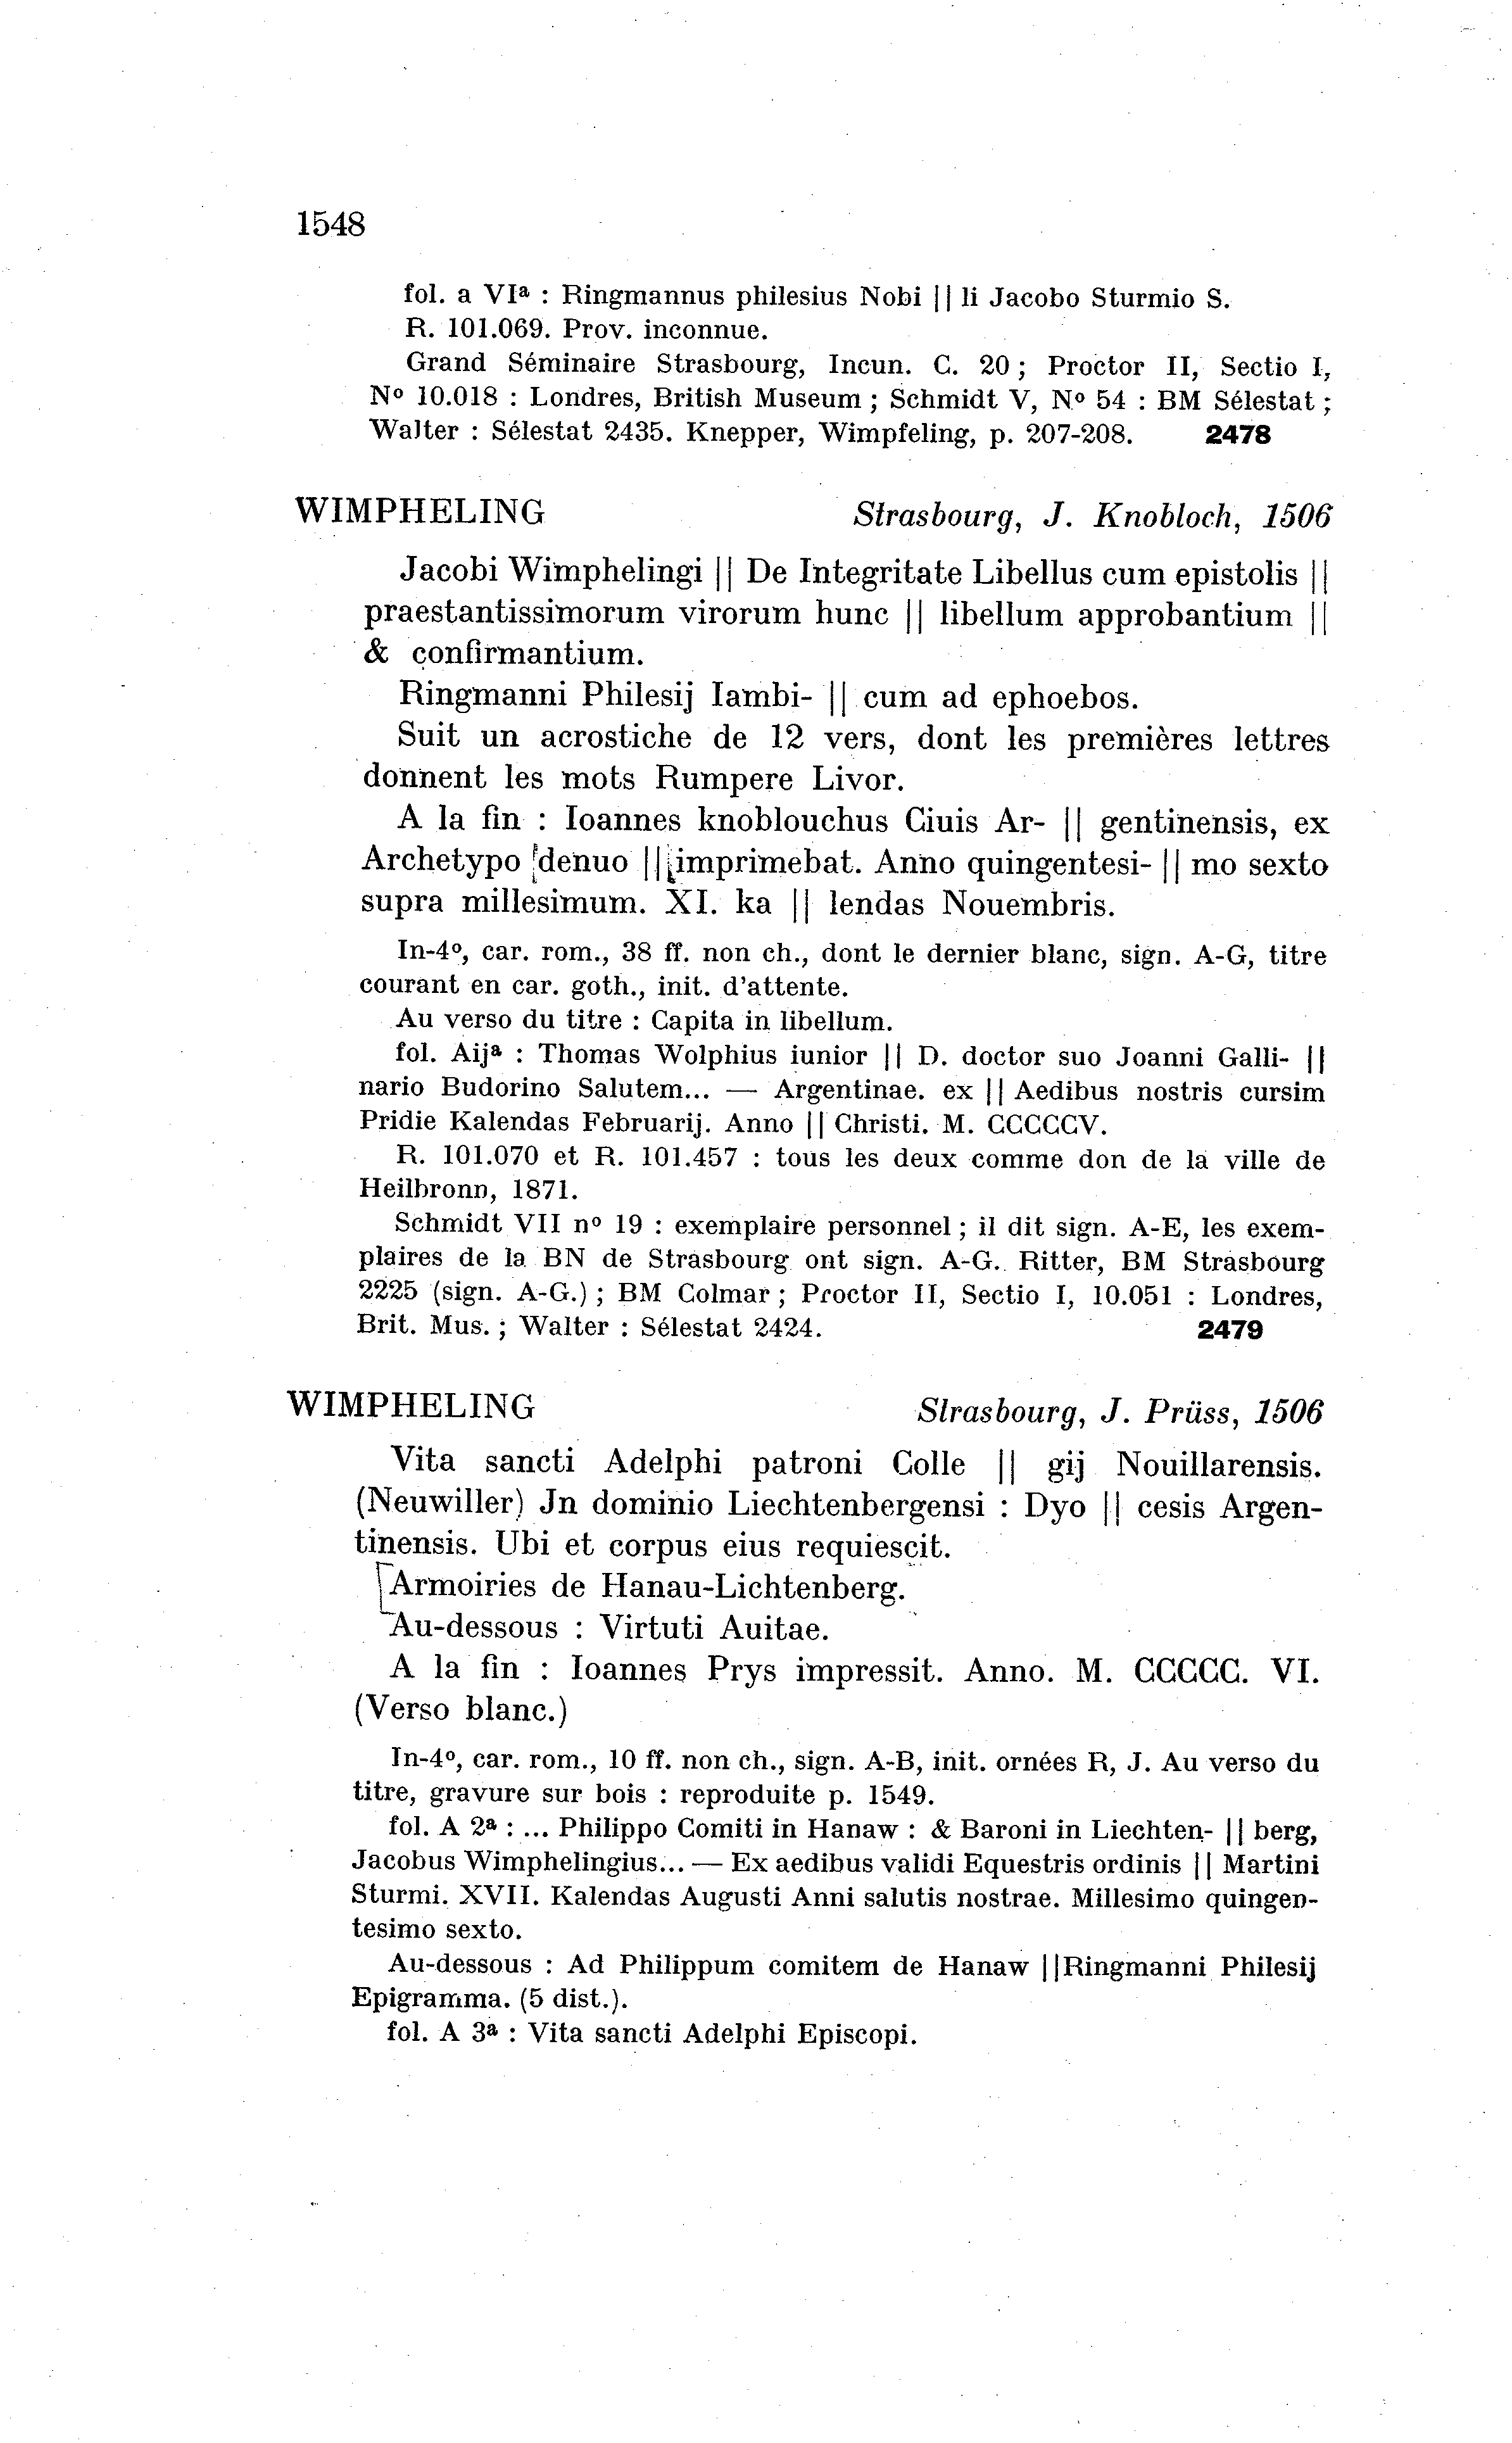 1548
fol. a VIᵃ : Ringmannus philesius Nobi || li Jacobo Sturmio S.
R. 101.069. Prov. inconnue.
Grand Séminaire Strasbourg, Incun. C. 20 ; Proctor II, Sectio I,
Nº 10.018 : Londres, British Museum ; Schmidt V, Nº 54 : BM Sélestat ;
Walter : Sélestat 2435. Knepper, Wimpfeling, p. 207-208. 2478
WIMPHELING Strasbourg, J. Knobloch, 1506
Jacobi Wimphelingi || De Integritate Libellus cum epistolis ||
praestantissimorum virorum hunc || libellum approbantium ||
& confirmantium.
Ringmanni Philesij Iambi- || cum ad ephoebos.
Suit un acrostiche de 12 vers, dont les premières lettres
donnent les mots Rumpere Livor.
A la fin : Ioannes knoblouchus Ciuis Ar- || gentinensis, ex
Archetypo denuo || imprimebat. Anno quingentesi- || mo sexto
supra millesimum. XI. ka || lendas Nouembris.
In-4º, car. rom., 38 ff. non ch., dont le dernier blanc, sign. A-G, titre
courant en car. goth., init. d'attente.
Au verso du titre : Capita in libellum.
fol. Aijᵃ : Thomas Wolphius iunior || D. doctor suo Joanni Galli- ||
nario Budorino Salutem... — Argentinae. ex || Aedibus nostris cursim
Pridie Kalendas Februarij. Anno || Christi. M. CCCCCV.
R. 101.070 et R. 101.457 : tous les deux comme don de la ville de
Heilbronn, 1871.
Schmidt VII nº 19 : exemplaire personnel ; il dit sign. A-E, les exem-
plaires de la BN de Strasbourg ont sign. A-G. Ritter, BM Strasbourg
2225 (sign. A-G.) ; BM Colmar ; Proctor II, Sectio I, 10.051 : Londres,
Brit. Mus. ; Walter : Sélestat 2424. 2479
WIMPHELING Strasbourg, J. Prüss, 1506
Vita sancti Adelphi patroni Colle || gij Nouillarensis.
(Neuwiller) Jn dominio Liechtenbergensi : Dyo || cesis Argen-
tinensis. Ubi et corpus eius requiescit.
Armoiries de Hanau-Lichtenberg.
Au-dessous : Virtuti Auitae.
A la fin : Ioannes Prys impressit. Anno. M. CCCCC. VI.
(Verso blanc.)
In-4º, car. rom., 10 ff. non ch., sign. A-B, init. ornées R, J. Au verso du
titre, gravure sur bois : reproduite p. 1549.
fol. A 2ᵃ : ... Philippo Comiti in Hanaw : & Baroni in Liechten- || berg,
Jacobus Wimphelingius... — Ex aedibus validi Equestris ordinis || Martini
Sturmi. XVII. Kalendas Augusti Anni salutis nostrae. Millesimo quingen-
tesimo sexto.
Au-dessous : Ad Philippum comitem de Hanaw ||Ringmanni Philesij
Epigramma. (5 dist.).
fol. A 3ᵃ : Vita sancti Adelphi Episcopi.